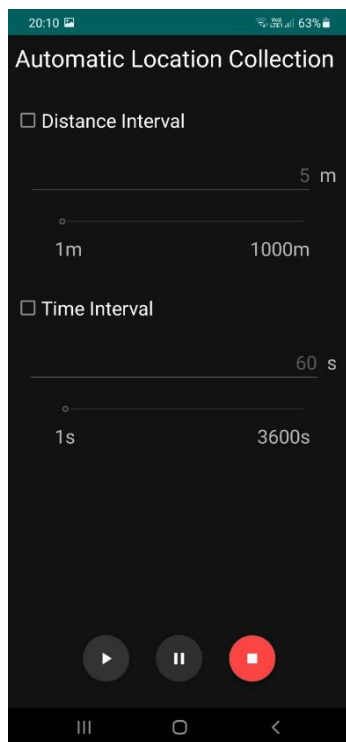 20:10 63%
Automatic Location Collection
Distance Interval
5 m
1m 1000m
Time Interval
60 s
1s 3600s